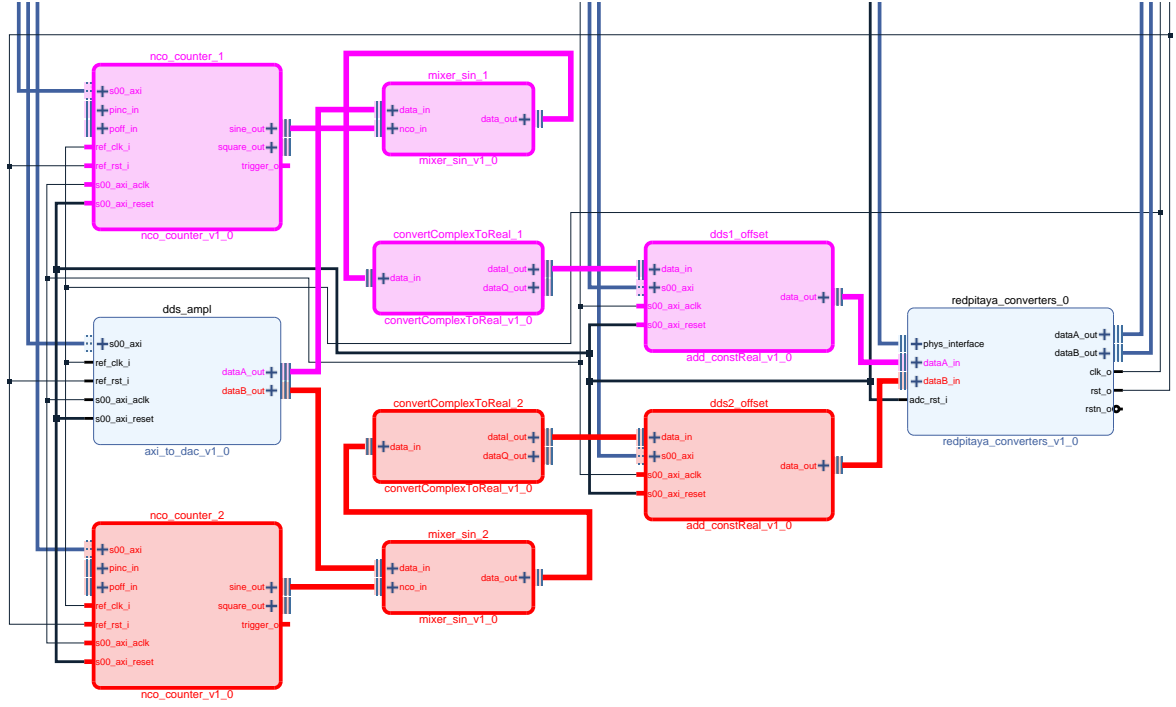 nco_counter_1
s00_axi
pinc_in
poff_in
ref_clk_i
ref_rst_i
s00_axi_aclk
s00_axi_reset
sine_out
square_out
trigger_o
nco_counter_v1_0
mixer_sin_1
data_in
nco_in
data_out
mixer_sin_v1_0
convertComplexToReal_1
data_in
dataI_out
dataQ_out
convertComplexToReal_v1_0
dds1_offset
data_in
s00_axi
s00_axi_aclk
s00_axi_reset
data_out
add_constReal_v1_0
dds_ampl
s00_axi
ref_clk_i
ref_rst_i
s00_axi_aclk
s00_axi_reset
dataA_out
dataB_out
axi_to_dac_v1_0
redpitaya_converters_0
phys_interface
dataA_in
dataB_in
adc_rst_i
dataA_out
dataB_out
clk_o
rst_o
rstn_o
redpitaya_converters_v1_0
convertComplexToReal_2
data_in
dataI_out
dataQ_out
convertComplexToReal_v1_0
dds2_offset
data_in
s00_axi
s00_axi_aclk
s00_axi_reset
data_out
add_constReal_v1_0
nco_counter_2
s00_axi
pinc_in
poff_in
ref_clk_i
ref_rst_i
s00_axi_aclk
s00_axi_reset
sine_out
square_out
trigger_o
nco_counter_v1_0
mixer_sin_2
data_in
nco_in
data_out
mixer_sin_v1_0